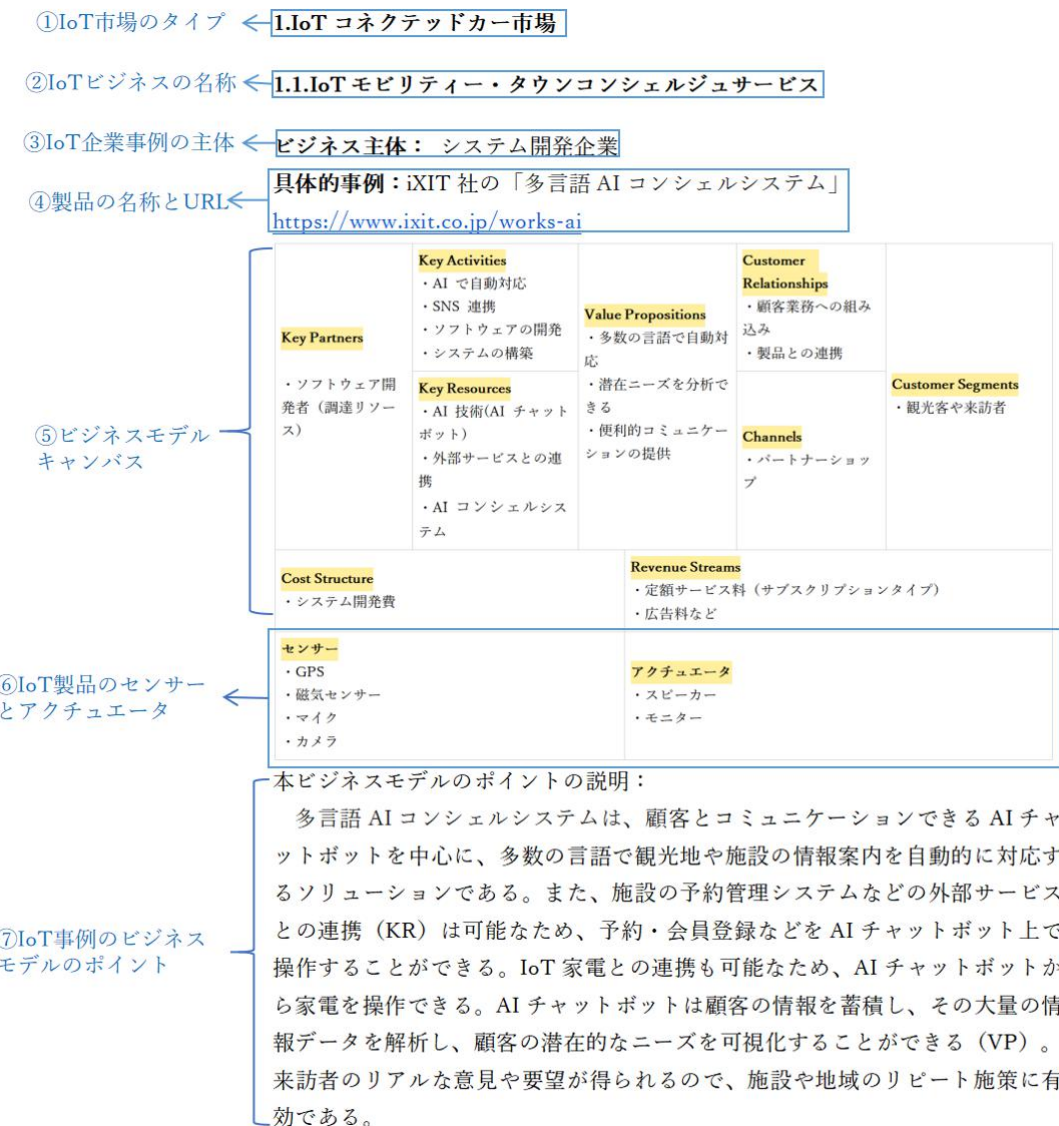 ①IoT市場のタイプ
1.IoT コネクテッドカー市場
②IoTビジネスの名称
1.1.IoT モビリティー・タウンコンシェルジュサービス
③IoT企業事例の主体
ビジネス主体： システム開発企業
④製品の名称とURL
具体的事例：iXIT 社の「多言語 AI コンシェルシステム」
https://www.ixit.co.jp/works-ai
⑤ビジネスモデル
キャンバス
Key Partners
・ソフトウェア開
発者（調達リソー
ス）
Key Activities
・AI で自動対応
・SNS 連携
・ソフトウェアの開発
・システムの構築
Key Resources
・AI 技術(AI チャット
ボット）
・外部サービスとの連
携
・AI コンシェルシス
テム
Value Propositions
・多数の言語で自動対
応
・潜在ニーズを分析で
きる
・便利的コミュニケー
ションの提供
Customer
Relationships
・顧客業務への組み
込み
・製品との連携
Channels
・パートナーショッ
プ
Customer Segments
・観光客や来訪者
Cost Structure
・システム開発費
Revenue Streams
・定額サービス料（サブスクリプションタイプ）
・広告料など
⑥IoT製品のセンサー
とアクチュエータ
センサー
・GPS
・磁気センサー
・マイク
・カメラ
アクチュエータ
・スピーカー
・モニター
⑦IoT事例のビジネス
モデルのポイント
本ビジネスモデルのポイントの説明：
多言語 AI コンシェルシステムは、顧客とコミュニケーションできる AI チャ
ットボットを中心に、多数の言語で観光地や施設の情報案内を自動的に対応す
るソリューションである。また、施設の予約管理システムなどの外部サービス
との連携（KR）は可能なため、予約・会員登録などを AI チャットボット上で
操作することができる。IoT 家電との連携も可能なため、AI チャットボットか
ら家電を操作できる。AI チャットボットは顧客の情報を蓄積し、その大量の情
報データを解析し、顧客の潜在的なニーズを可視化することができる（VP）。
来訪者のリアルな意見や要望が得られるので、施設や地域のリピート施策に有
効である。